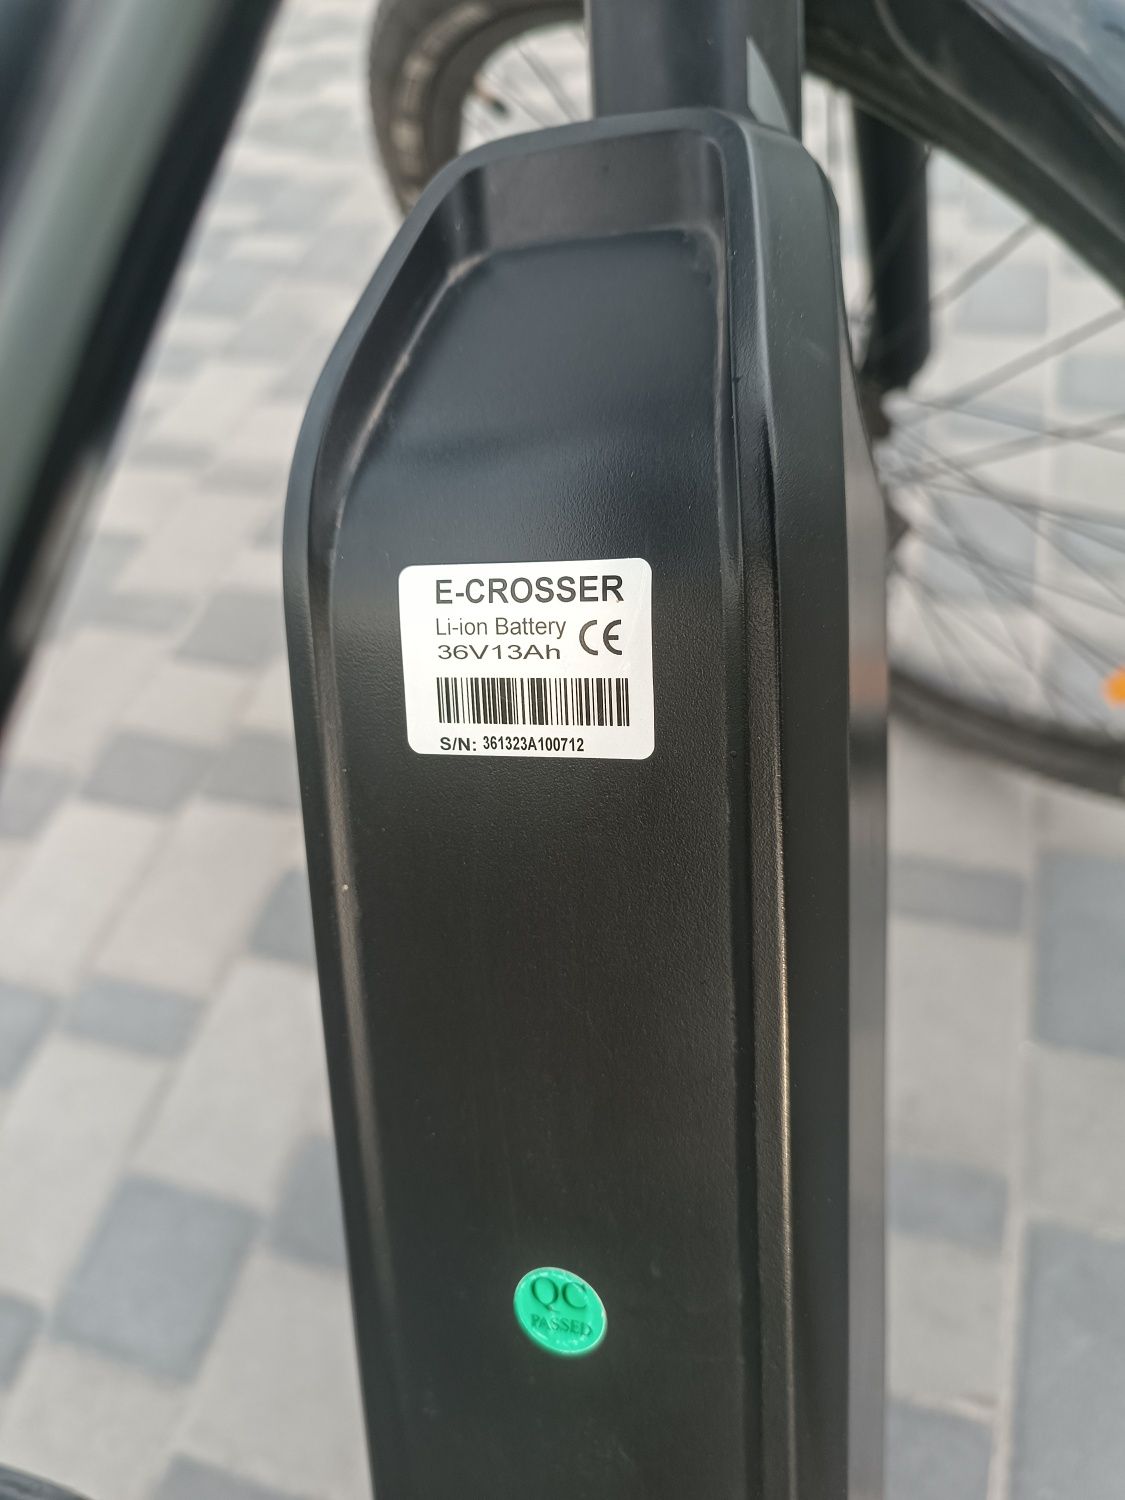 E-CROSSER
Li-ion Battery CE
36V13Ah
S/N: 361323A100712
QC
PASSED